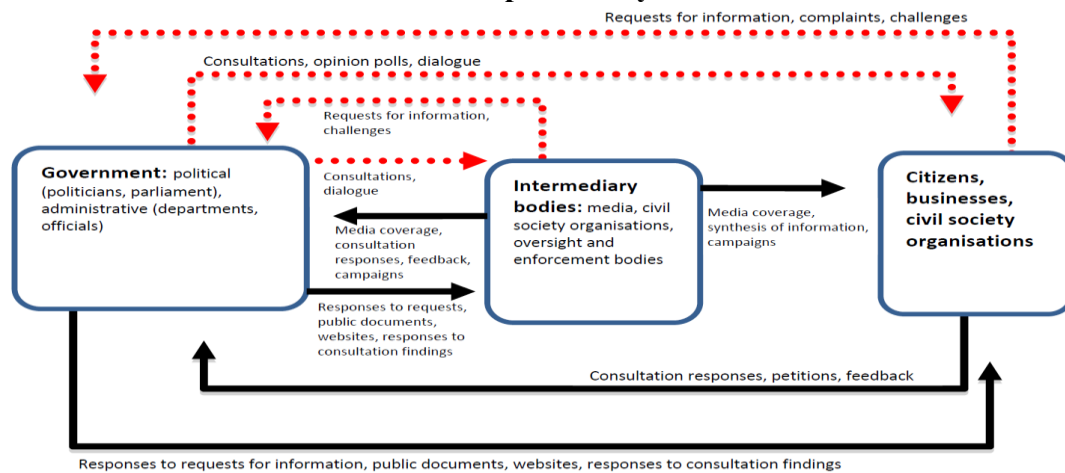 Requests for information, complaints, challenges
Consultations, opinion polls, dialogue
Requests for information,
challenges
Government: political
(politicians, parliament),
administrative (departments,
officials)
Consultations,
dialogue
Media coverage,
consultation
responses, feedback,
campaigns
Responses to requests,
public documents,
websites, responses to
consultation findings
Intermediary
bodies: media, civil
society organisations,
oversight and
enforcement bodies
Media coverage,
synthesis of information,
campaigns
Citizens,
businesses,
civil society
organisations
Consultation responses, petitions, feedback
Responses to requests for information, public documents, websites, responses to consultation findings